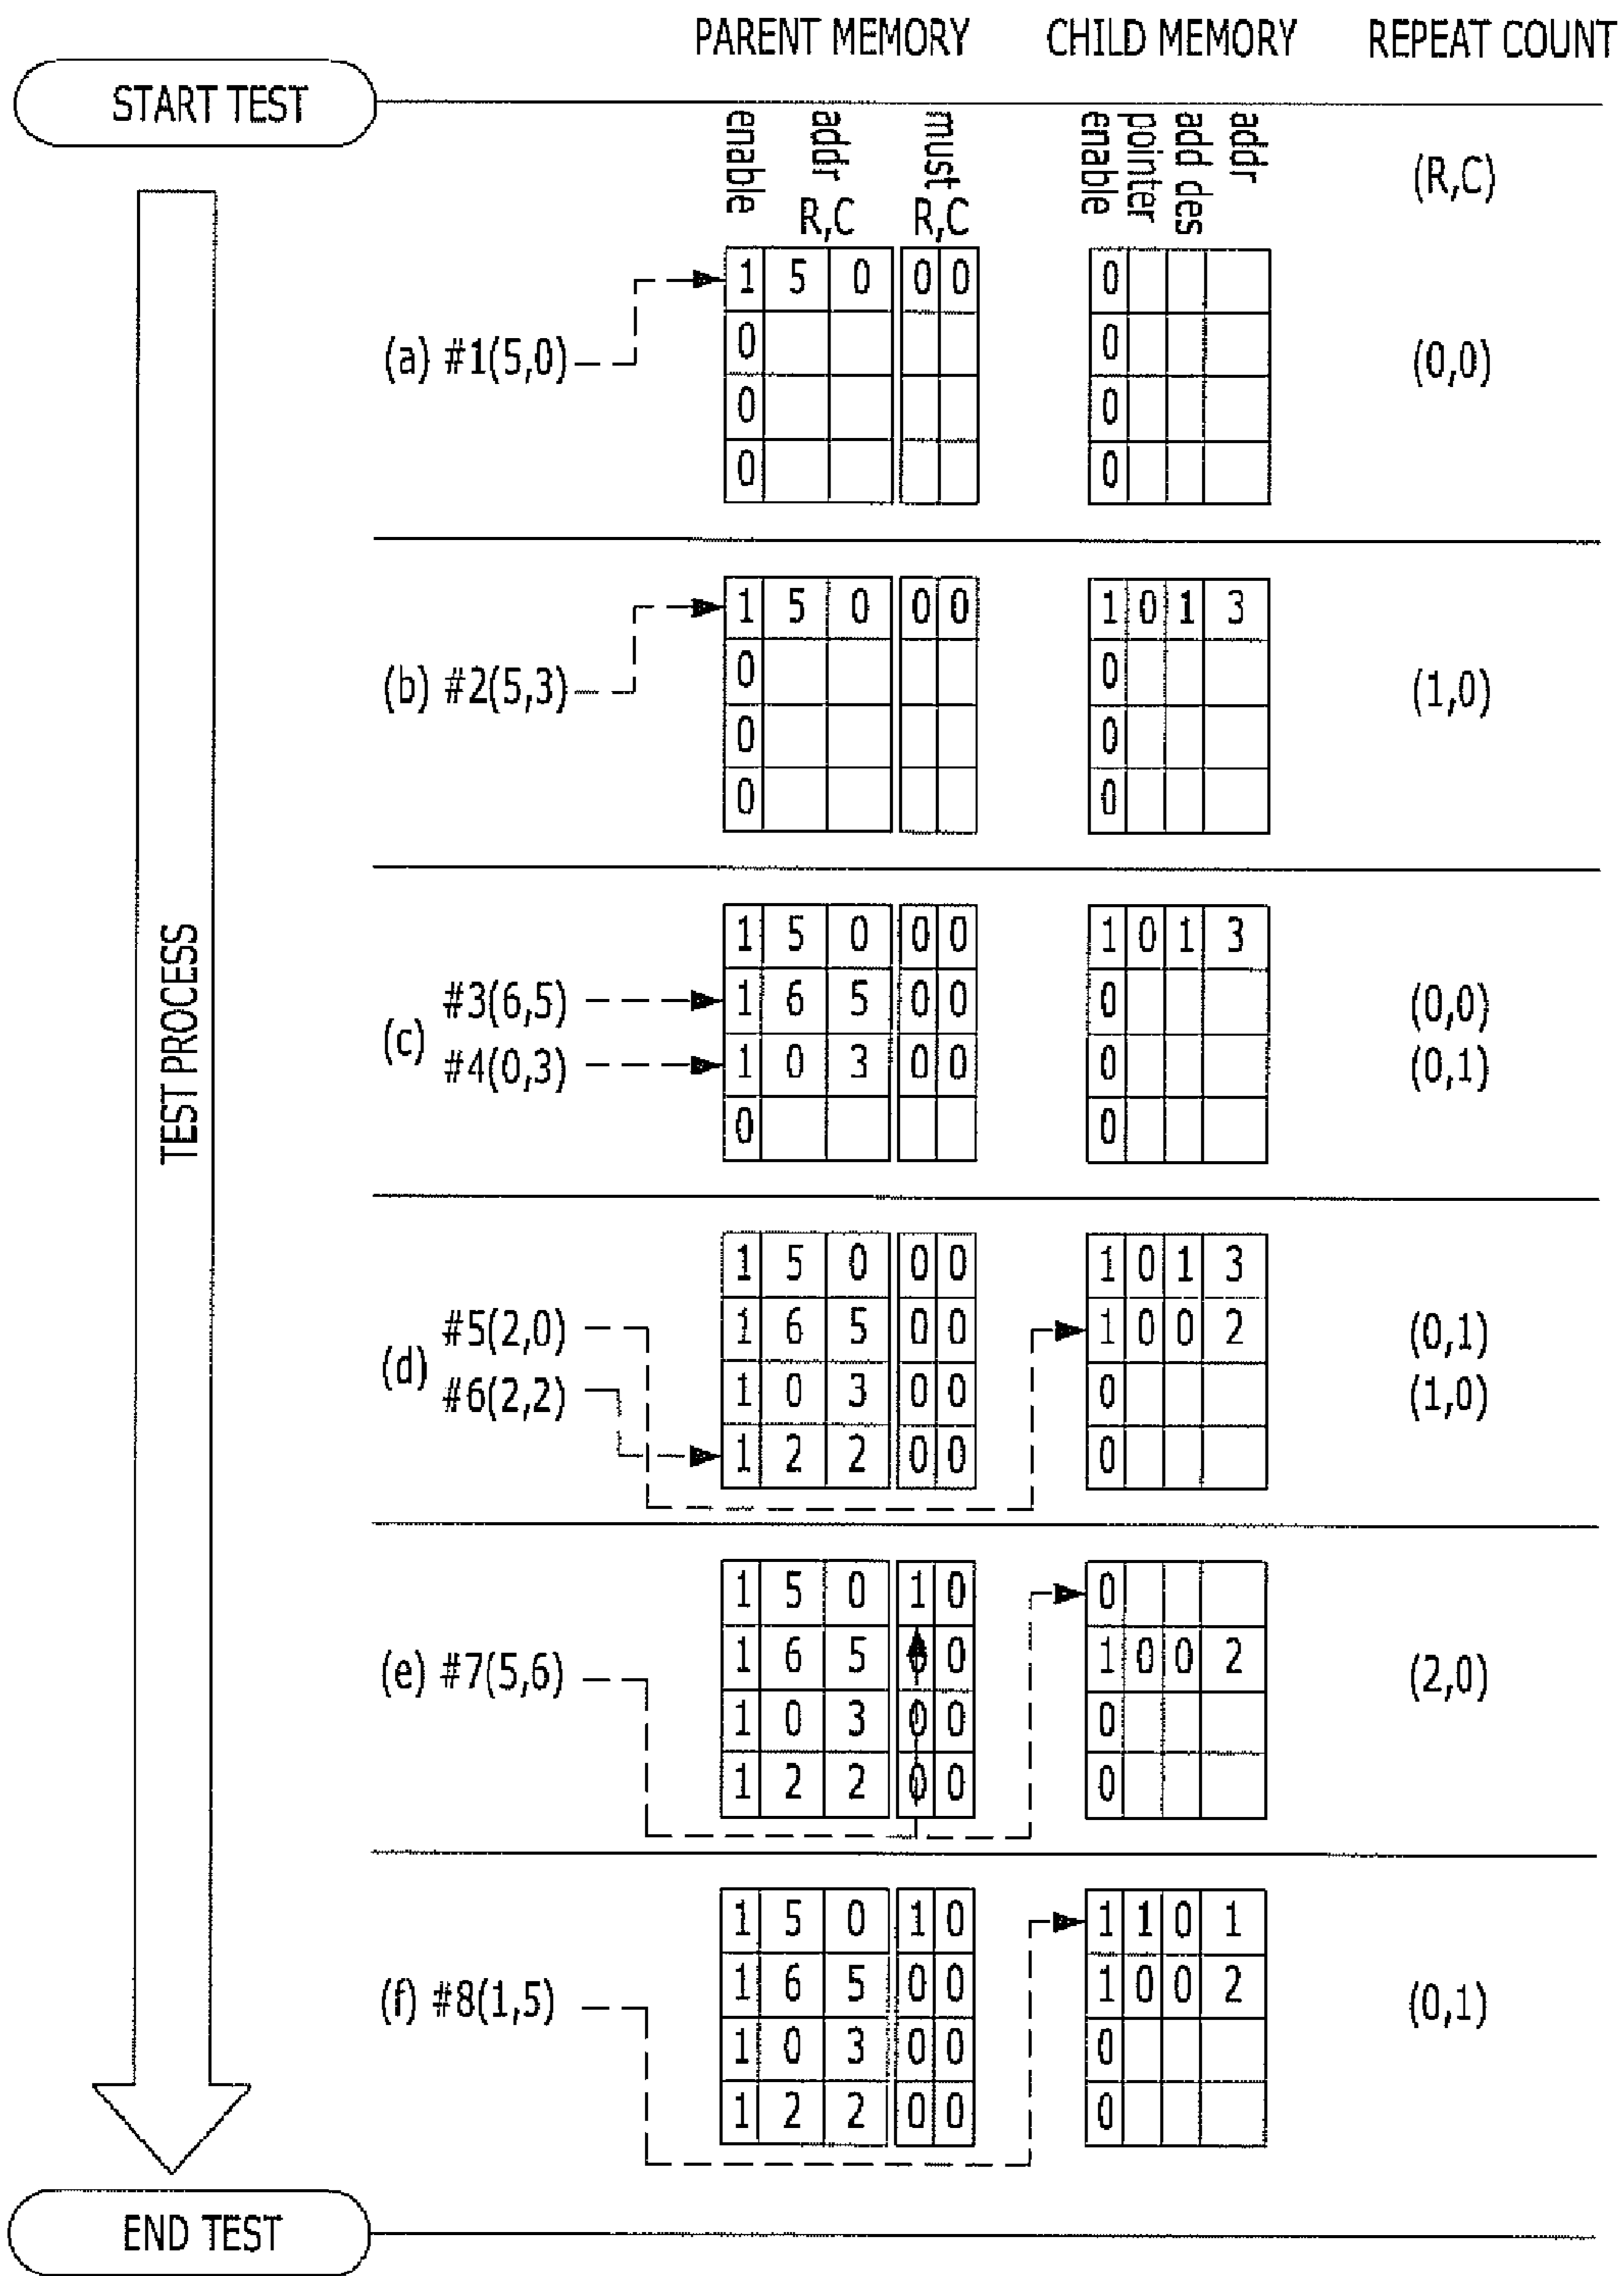 PARENT MEMORY CHILD MEMORY REPEAT COUNT
START TEST
enable addr must enable pointer add des addr
R,C R,C (R,C)
1 5 0 0 0 0
(a) #1(5,0) 0 0 (0,0)
0 0
0 0
1 5 0 0 0 1 0 1 3
(b) #2(5,3) 0 0 (1,0)
0 0
0 0
TEST PROCESS
1 5 0 0 0 1 0 1 3
(c) #3(6,5) 1 6 5 0 0 0 (0,0)
#4(0,3) 1 0 3 0 0 0 (0,1)
0 0
1 5 0 0 0 1 0 1 3
(d) #5(2,0) 1 6 5 0 0 1 0 0 2 (0,1)
#6(2,2) 1 0 3 0 0 0 (1,0)
1 2 2 0 0 0
1 5 0 1 0 0
(e) #7(5,6) 1 6 5 0 0 1 0 0 2 (2,0)
1 0 3 0 0 0
1 2 2 0 0 0
1 5 0 1 0 1 1 0 1
(f) #8(1,5) 1 6 5 0 0 1 0 0 2 (0,1)
1 0 3 0 0 0
1 2 2 0 0 0
END TEST